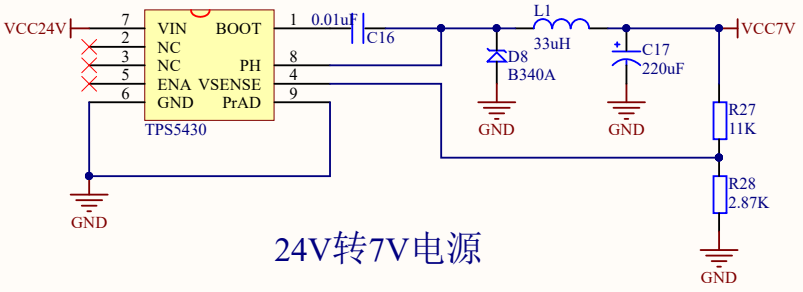 VCC24V
7 VIN BOOT 1
2 NC
3 NC PH 8
5 ENA VSENSE 4
6 GND PrAD 9
TPS5430
GND
0.01uF
C16
D8
B340A
GND
L1
33uH
+
C17
220uF
GND
VCC7V
R27
11K
R28
2.87K
GND
24V转7V电源